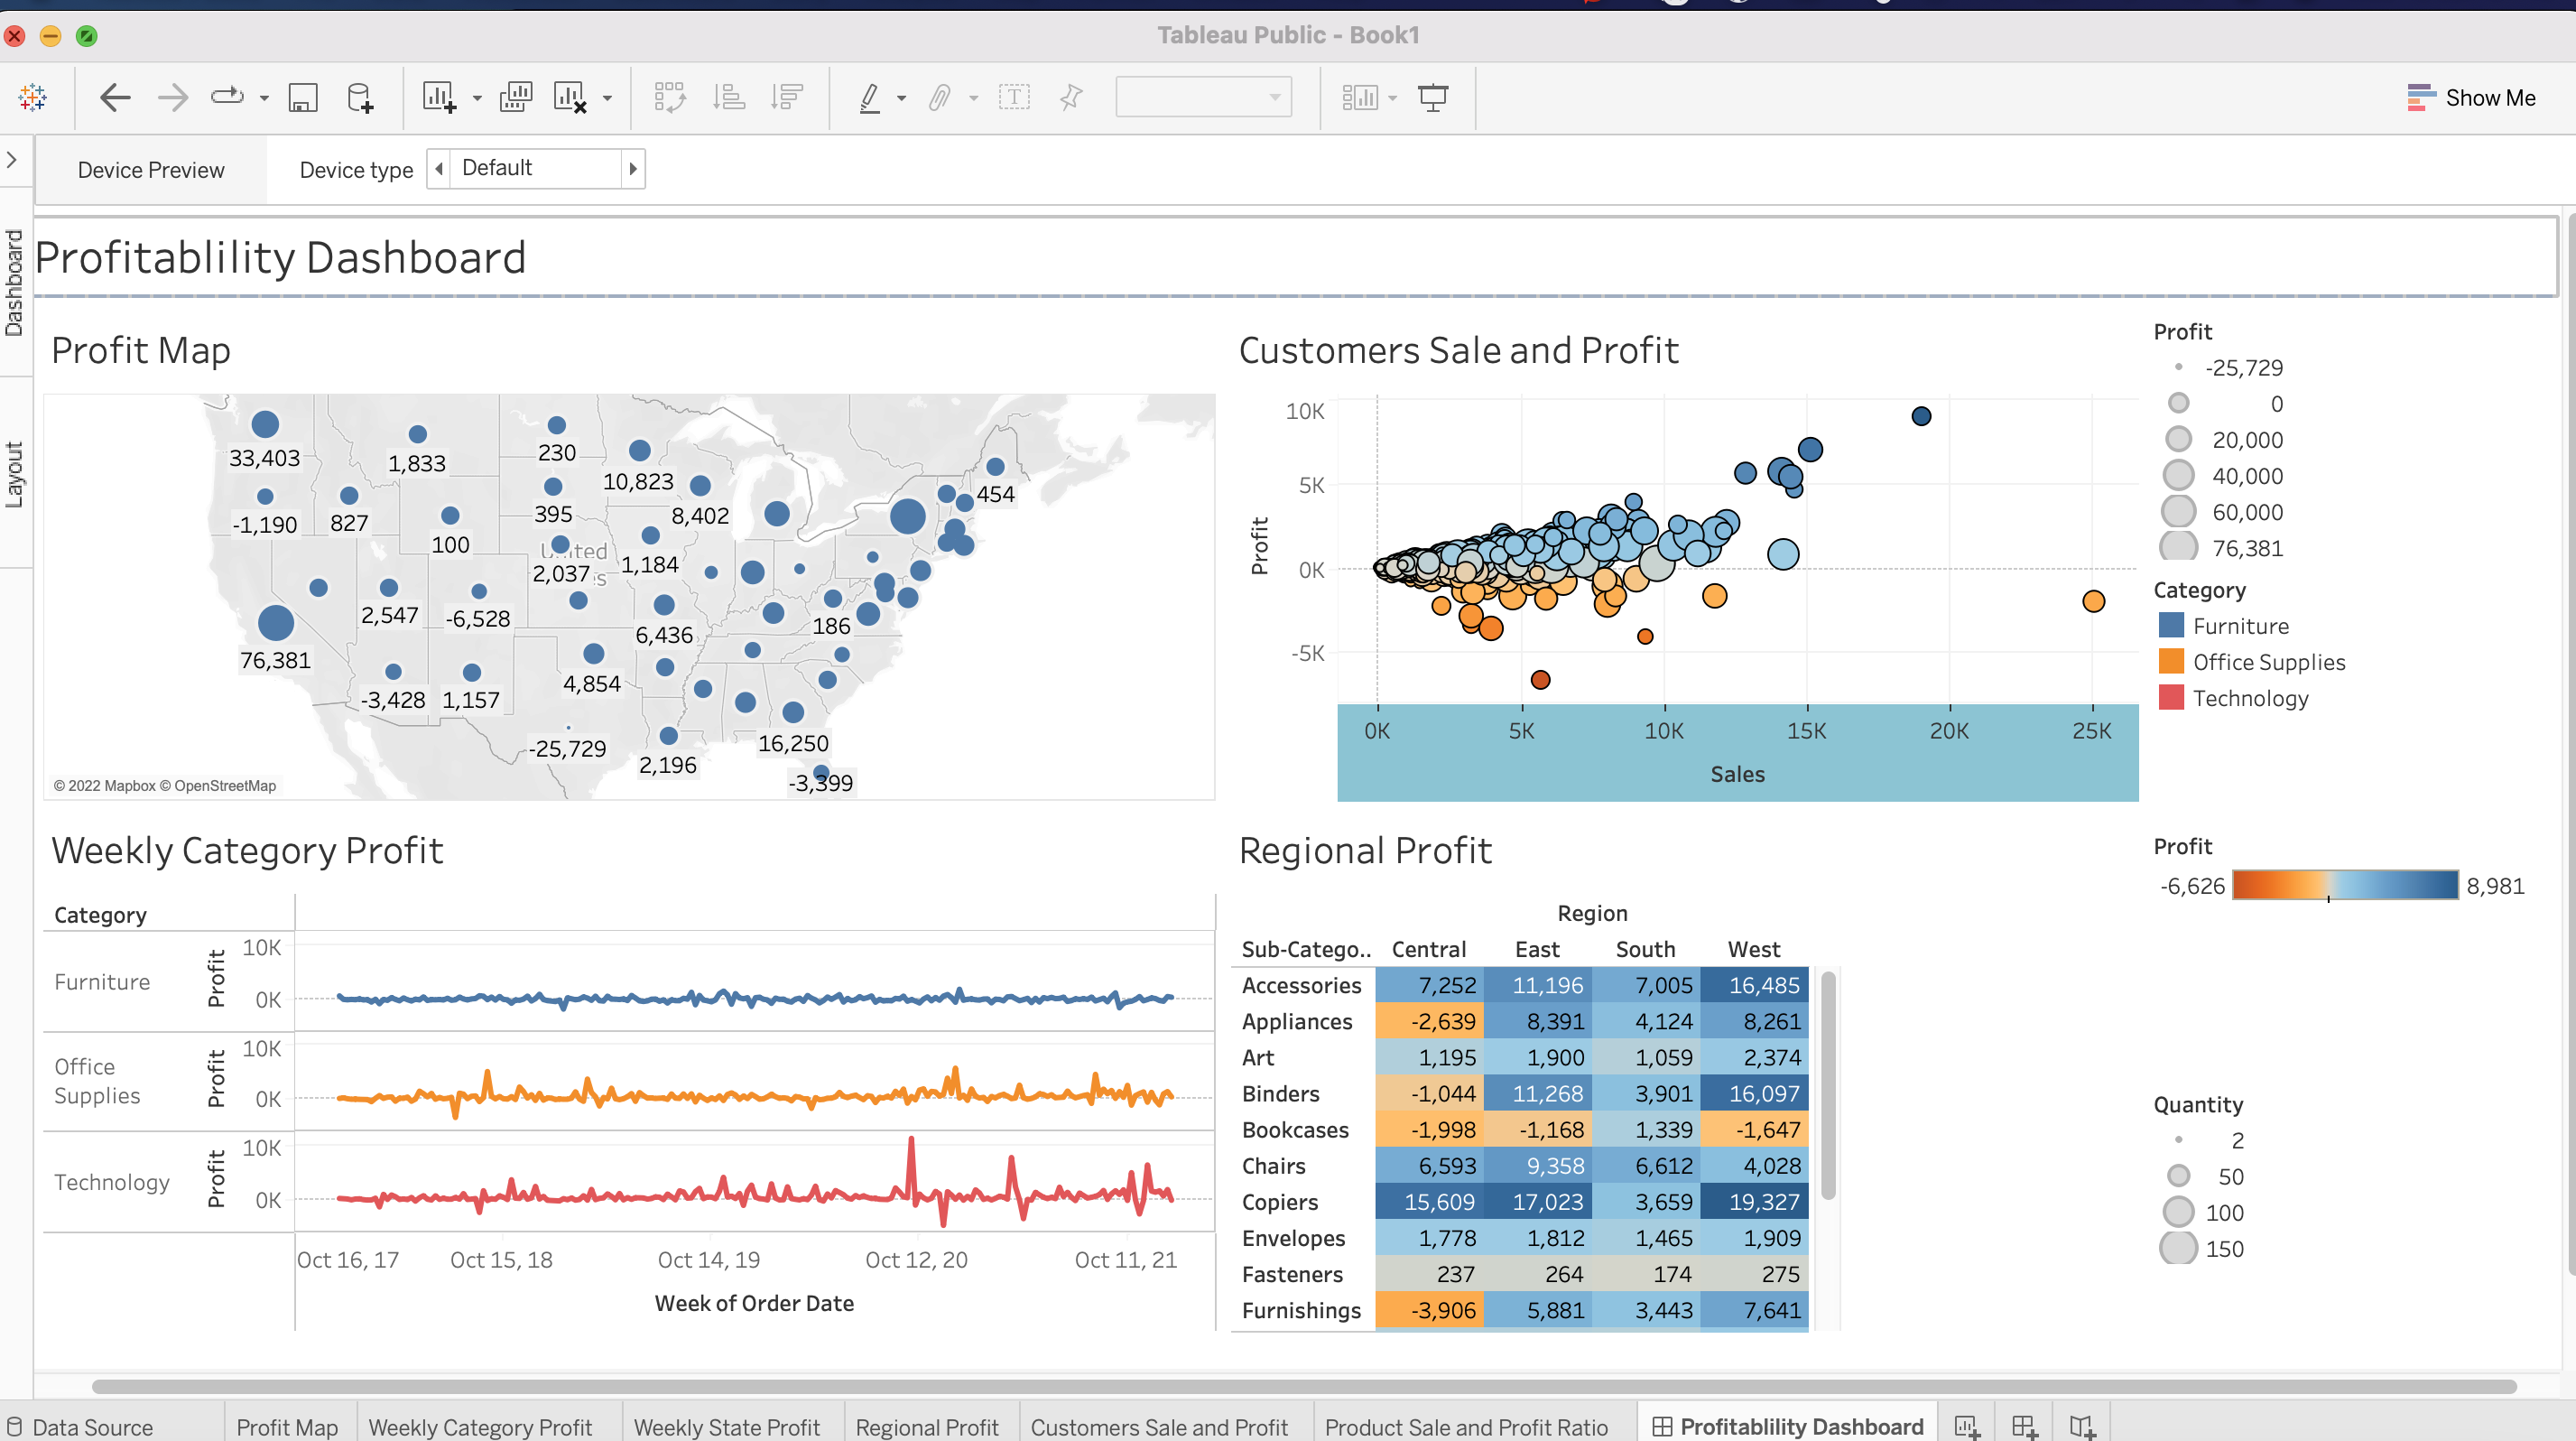 Tableau Public - Book1
Show Me
Device Preview
Device type
Default
Dashboard
Layout
Profitablility Dashboard
Profit Map
33,403
1,833
230
10,823
454
-1,190
827
100
395
8,402
United
2,037
1,184
2,547
-6,528
6,436
186
76,381
-3,428
1,157
4,854
-25,729
2,196
16,250
-3,399
© 2022 Mapbox © OpenStreetMap
Customers Sale and Profit
Profit
10K
5K
0K
-5K
0K 5K 10K 15K 20K 25K
Sales
Profit
-25,729
0
20,000
40,000
60,000
76,381
Category
Furniture
Office Supplies
Technology
Weekly Category Profit
Category
Furniture
Profit
10K
0K
Office
Supplies
Profit
10K
0K
Technology
Profit
10K
0K
Oct 16, 17 Oct 15, 18 Oct 14, 19 Oct 12, 20 Oct 11, 21
Week of Order Date
Regional Profit
Region
Sub-Catego.. Central East South West
Accessories 7,252 11,196 7,005 16,485
Appliances -2,639 8,391 4,124 8,261
Art 1,195 1,900 1,059 2,374
Binders -1,044 11,268 3,901 16,097
Bookcases -1,998 -1,168 1,339 -1,647
Chairs 6,593 9,358 6,612 4,028
Copiers 15,609 17,023 3,659 19,327
Envelopes 1,778 1,812 1,465 1,909
Fasteners 237 264 174 275
Furnishings -3,906 5,881 3,443 7,641
Profit
-6,626 8,981
Quantity
2
50
100
150
Data Source Profit Map Weekly Category Profit Weekly State Profit Regional Profit Customers Sale and Profit Product Sale and Profit Ratio Profitablility Dashboard